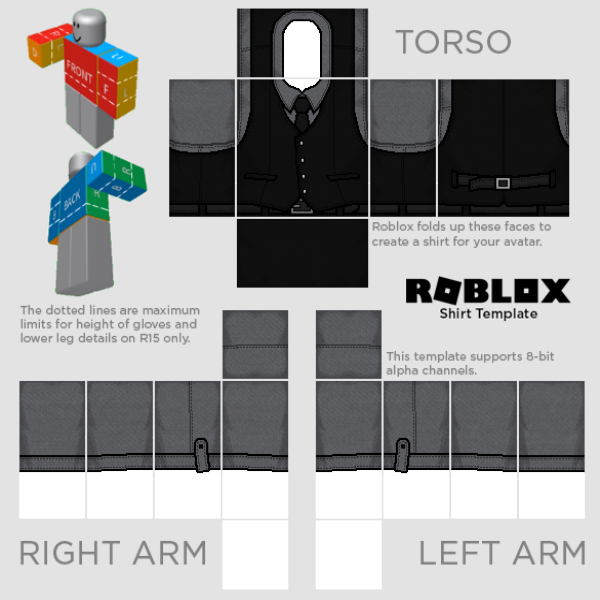 TORSO
FRONT
F
L
R
D
U
BACK
Roblox folds up these faces to
create a shirt for your avatar.
ROBLOX
Shirt Template
The dotted lines are maximum
limits for height of gloves and
lower leg details on R15 only.
This template supports 8-bit
alpha channels.
RIGHT ARM
LEFT ARM